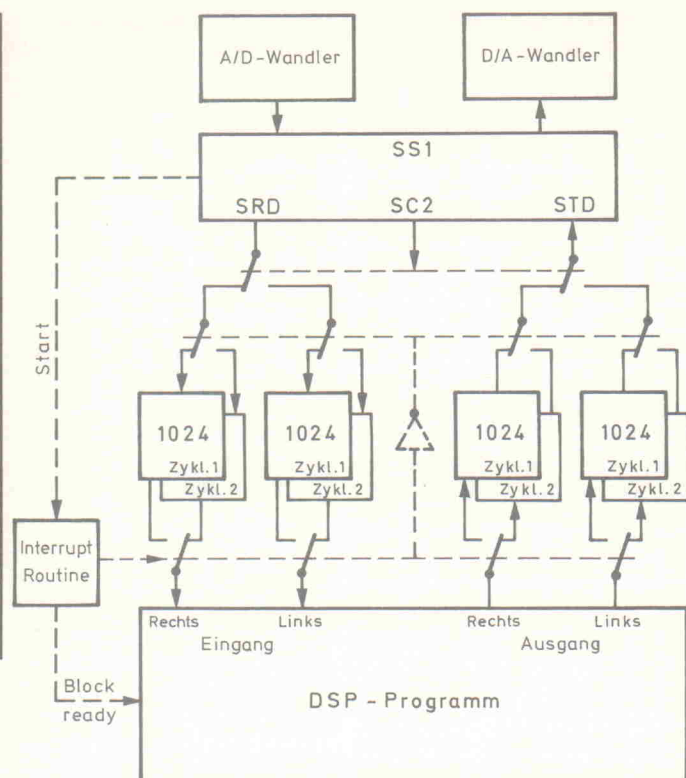 A/D-Wandler
D/A-Wandler
SS1
SRD
SC2
STD
Start
1024
Zykl.1
Zykl.2
1024
Zykl.1
Zykl.2
1024
Zykl.1
Zykl.2
1024
Zykl.1
Zykl.2
Interrupt
Routine
Rechts
Links
Eingang
Rechts
Links
Ausgang
Block
ready
DSP - Programm